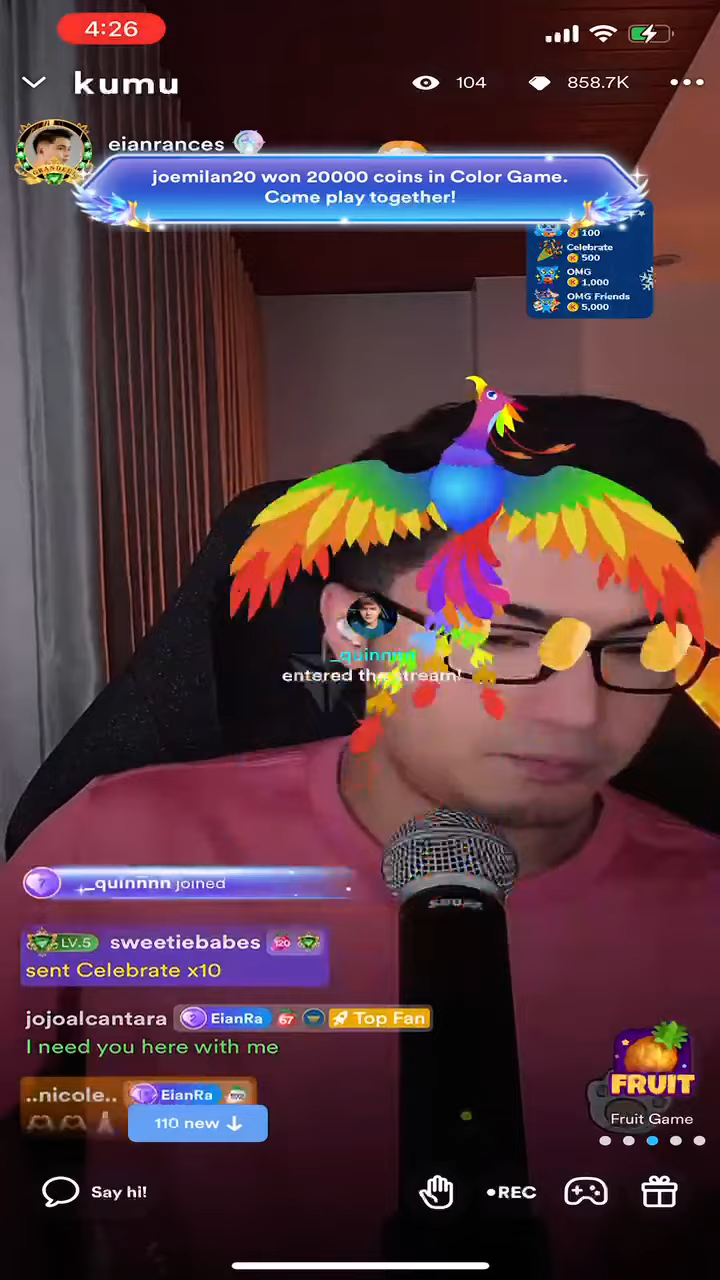 4:26
kumu
104
858.7K
eianrances
joemilan20 won 20000 coins in Color Game.
Come play together!
100
Celebrate
500
OMG
1,000
OMG Friends
5,000
entered the stream!
_quinnnn joined
LV.5 sweetiebabes 120
sent Celebrate x10
jojoalcantara EianRa 67 Top Fan
I need you here with me
..nicole.. EianRa
110 new
FRUIT
Fruit Game
Say hi!
•REC